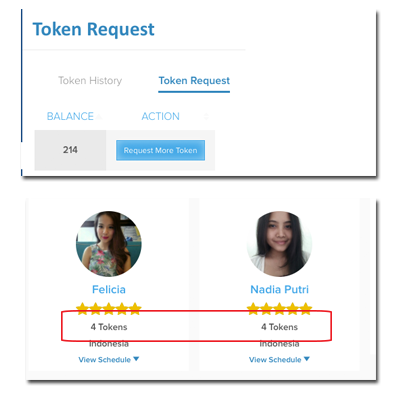 Token Request
Token History Token Request
BALANCE ACTION
214 Request More Token
Felicia Nadia Putri
4 Tokens 4 Tokens
Indonesia Indonesia
View Schedule View Schedule